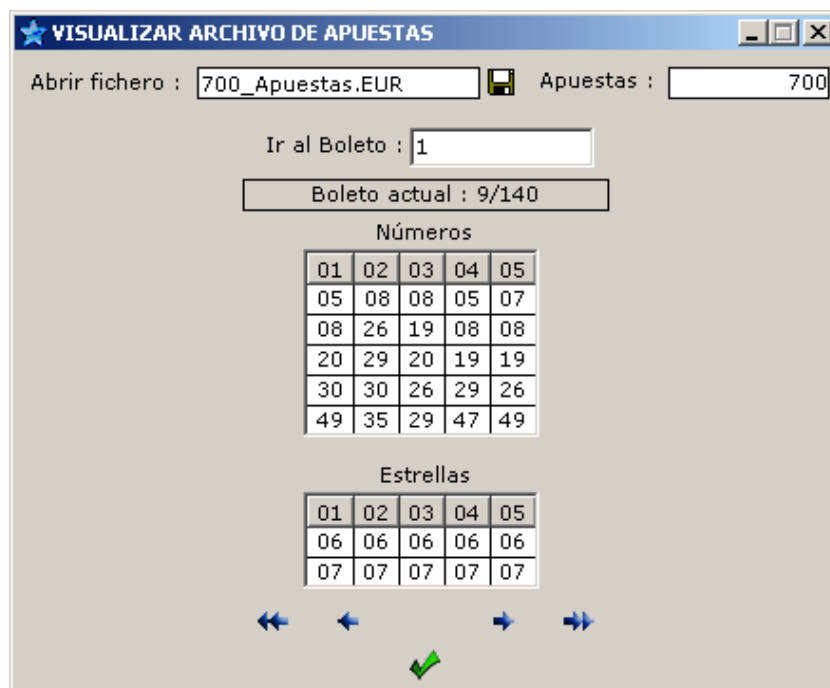 VISUALIZAR ARCHIVO DE APUESTAS
Abrir fichero : 700_Apuestas.EUR Apuestas : 700
Ir al Boleto : 1
Boleto actual : 9/140
Números
01 02 03 04 05
05 08 08 05 07
08 26 19 08 08
20 29 20 19 19
30 30 26 29 26
49 35 29 47 49
Estrellas
01 02 03 04 05
06 06 06 06 06
07 07 07 07 07